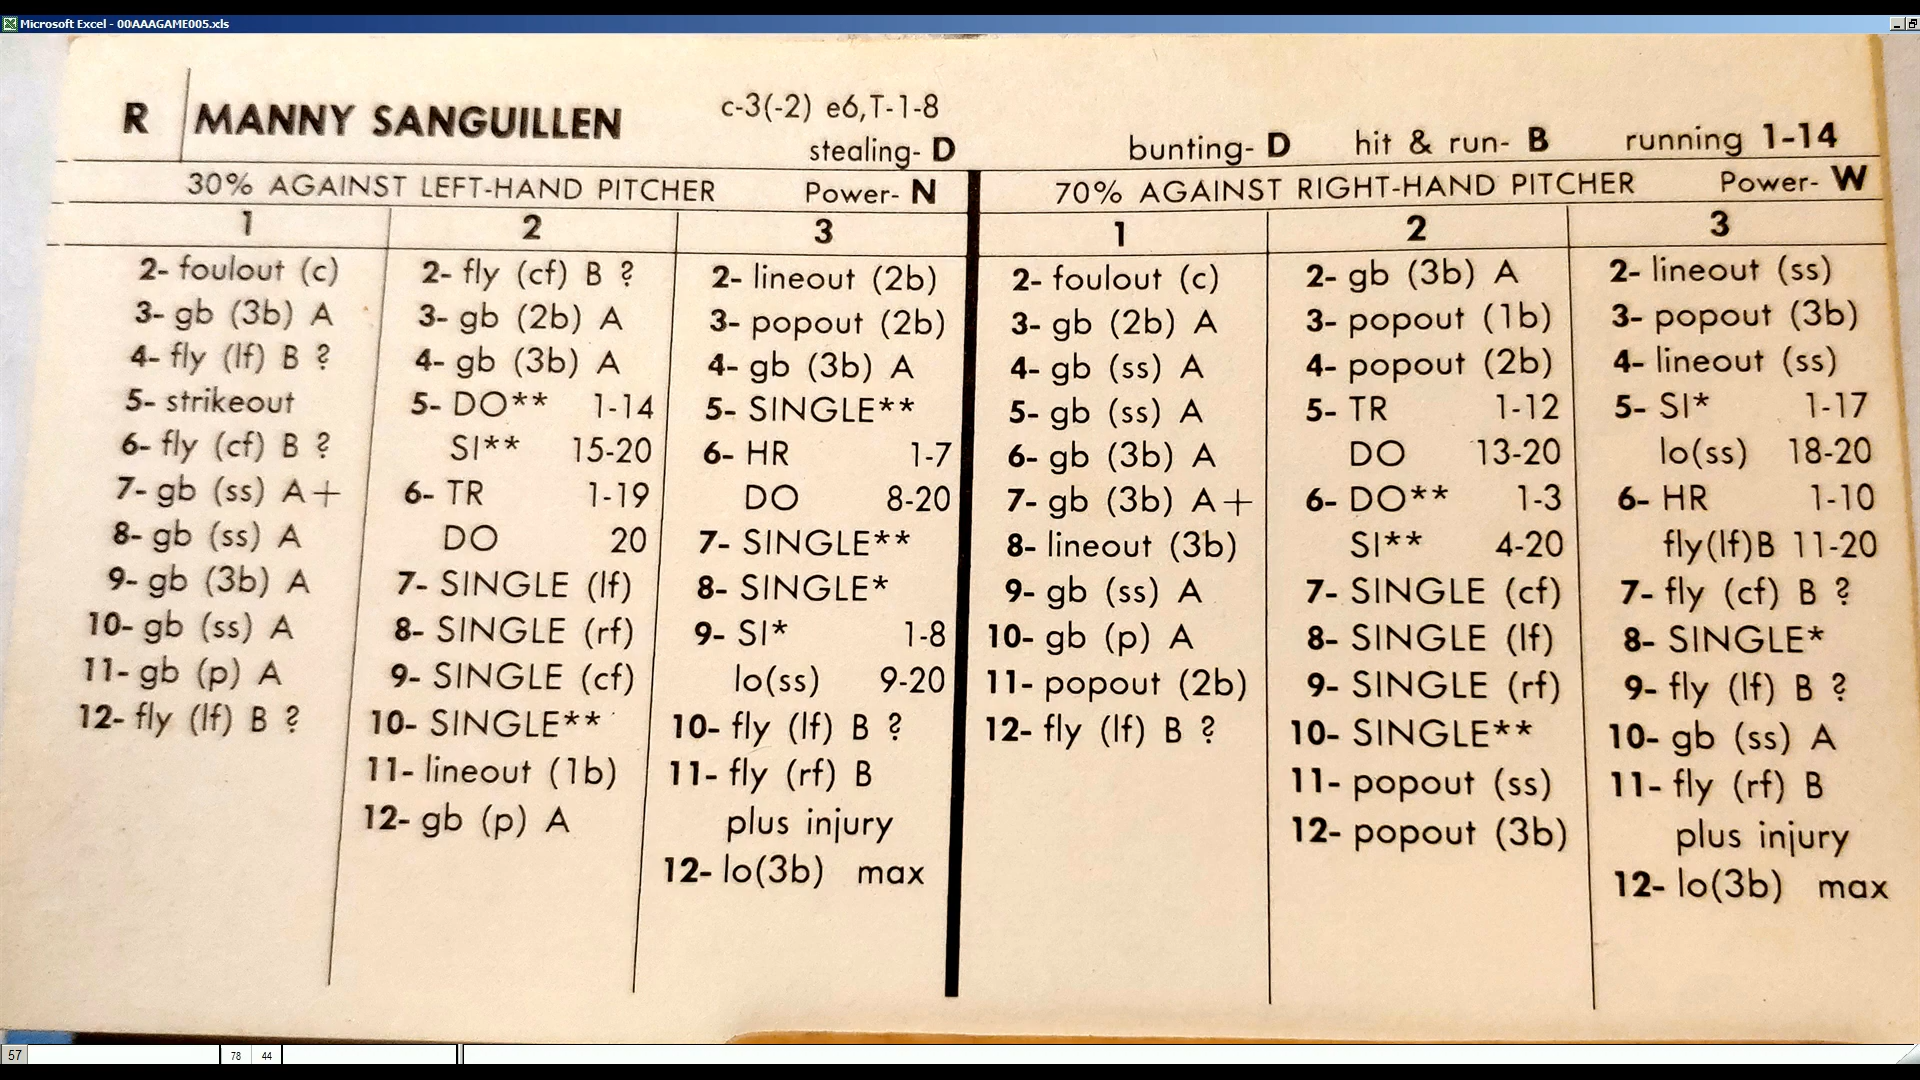 Microsoft Excel - 00AAAGAME005.xls
R MANNY SANGUILLEN
c-3(-2) e6,T-1-8
stealing- D bunting- D hit & run- B running 1-14
30% AGAINST LEFT-HAND PITCHER Power- N
1
2- foulout (c)
3- gb (3b) A
4- fly (lf) B ?
5- strikeout
6- fly (cf) B ?
7- gb (ss) A+
8- gb (ss) A
9- gb (3b) A
10- gb (ss) A
11- gb (p) A
12- fly (lf) B ?
2
2- fly (cf) B ?
3- gb (2b) A
4- gb (3b) A
5- DO** 1-14
SI** 15-20
6- TR 1-19
DO 20
7- SINGLE (lf)
8- SINGLE (rf)
9- SINGLE (cf)
10- SINGLE**
11- lineout (1b)
12- gb (p) A
3
2- lineout (2b)
3- popout (2b)
4- gb (3b) A
5- SINGLE**
6- HR 1-7
DO 8-20
7- SINGLE**
8- SINGLE*
9- SI* 1-8
lo(ss) 9-20
10- fly (lf) B ?
11- fly (rf) B
plus injury
12- lo(3b) max
70% AGAINST RIGHT-HAND PITCHER Power- W
1
2- foulout (c)
3- gb (2b) A
4- gb (ss) A
5- gb (ss) A
6- gb (3b) A
7- gb (3b) A+
8- lineout (3b)
9- gb (ss) A
10- gb (p) A
11- popout (2b)
12- fly (lf) B ?
2
2- gb (3b) A
3- popout (1b)
4- popout (2b)
5- TR 1-12
DO 13-20
6- DO** 1-3
SI** 4-20
7- SINGLE (cf)
8- SINGLE (lf)
9- SINGLE (rf)
10- SINGLE**
11- popout (ss)
12- popout (3b)
3
2- lineout (ss)
3- popout (3b)
4- lineout (ss)
5- SI* 1-17
lo(ss) 18-20
6- HR 1-10
fly(lf)B 11-20
7- fly (cf) B ?
8- SINGLE*
9- fly (lf) B ?
10- gb (ss) A
11- fly (rf) B
plus injury
12- lo(3b) max
57 78 44